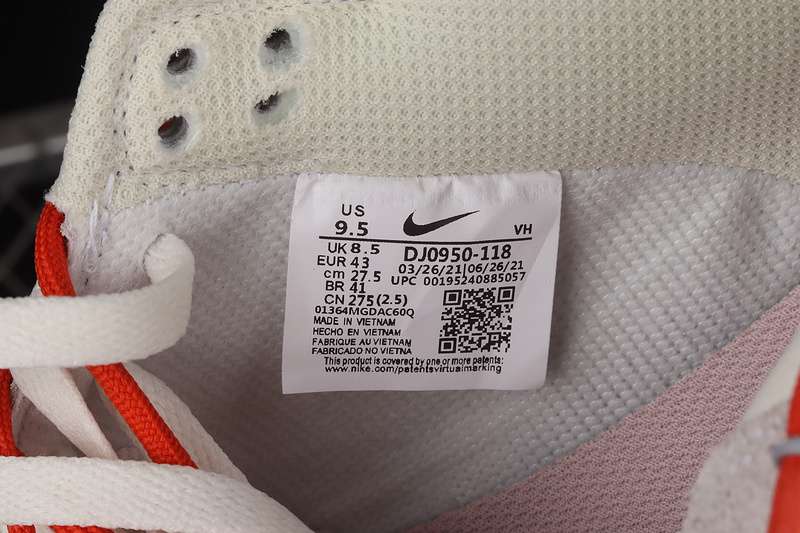 US
9.5
VH
UK 8.5
DJ0950-118
EUR 43
03/26/21|06/26/21
cm 27.5
UPC 00195240885057
BR 41
CN 275(2.5)
01364MGDAC60Q
MADE IN VIETNAM
HECHO EN VIETNAM
FABRIQUE AU VIETNAM
FABRICADO NO VIETNA
This product is covered by one or more patents:
www.nike.com/patentsvirtualmarking